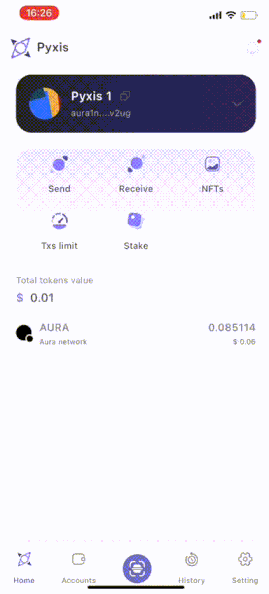 16:26
Pyxis
Pyxis 1
aura1n....v2ug
Send Receive NFTs
Txs limit Stake
Total tokens value
$ 0.01
AURA 0.085114
Aura network $ 0.06
Home Accounts History Setting